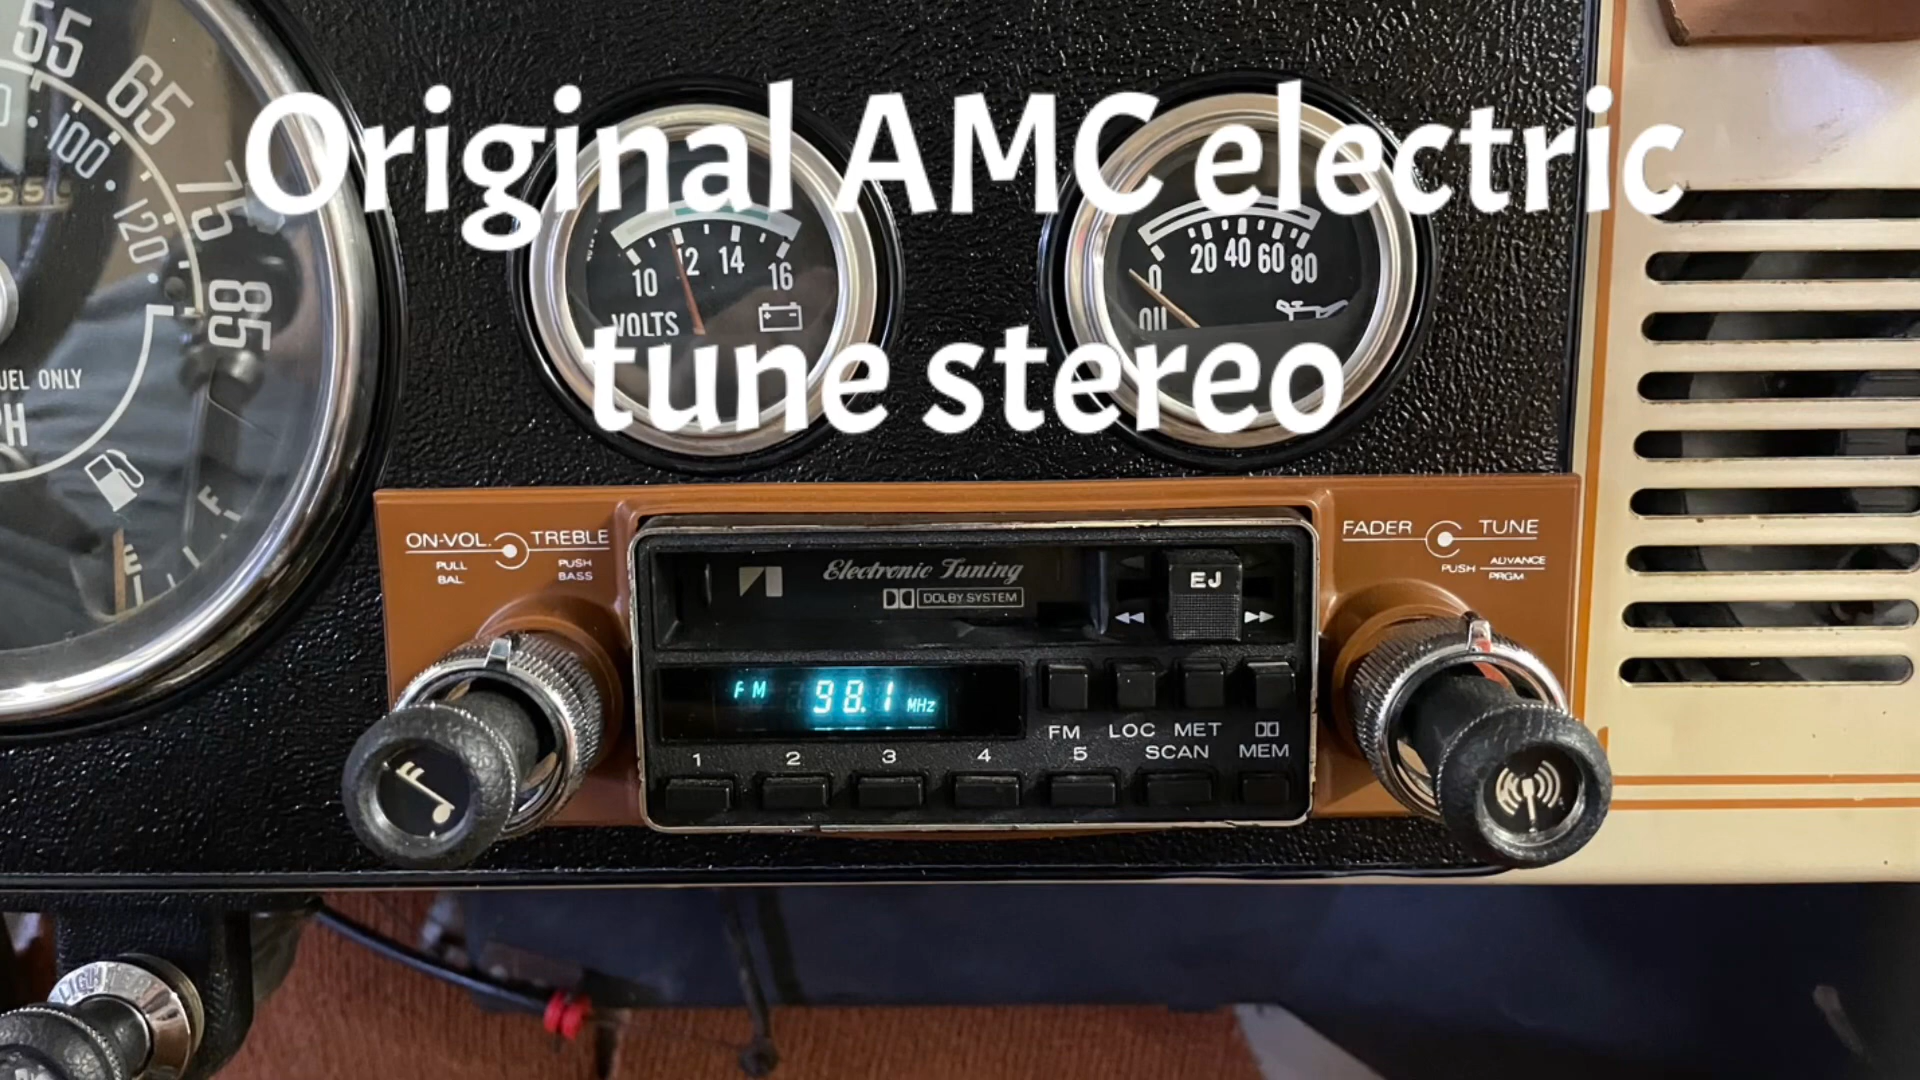 Original AMC electric
tune stereo
55
65
75
85
100
120
UEL ONLY
PH
E
F
10 12 14 16
VOLTS
0 20 40 60 80
OIL
ON-VOL. TREBLE
PULL PUSH
BAL. BASS
FADER TUNE
PUSH ADVANCE
PRGM.
Electronic Tuning
DOLBY SYSTEM
EJ
FM 98.1 MHz
FM LOC MET
1 2 3 4 5 SCAN MEM